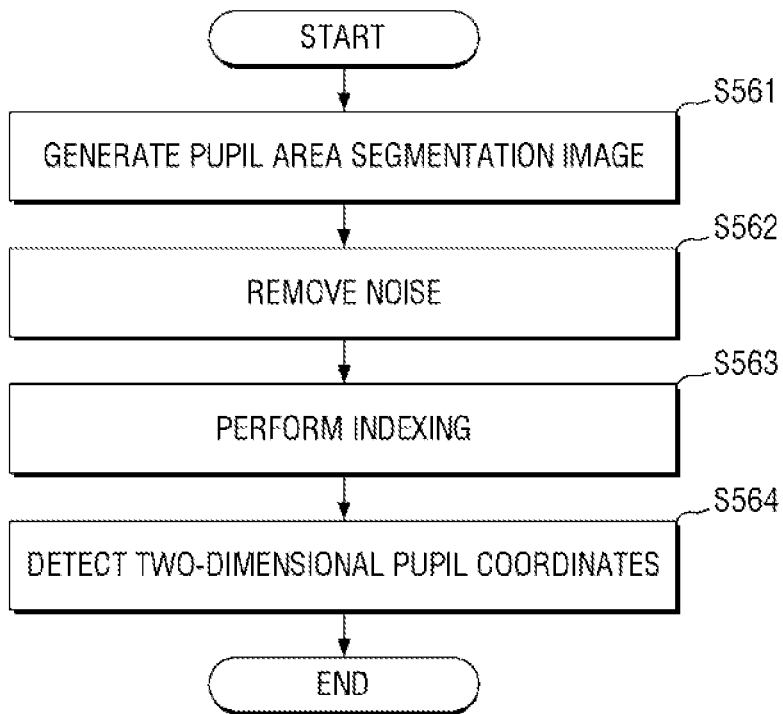 START
S561
GENERATE PUPIL AREA SEGMENTATION IMAGE
S562
REMOVE NOISE
S563
PERFORM INDEXING
S564
DETECT TWO-DIMENSIONAL PUPIL COORDINATES
END